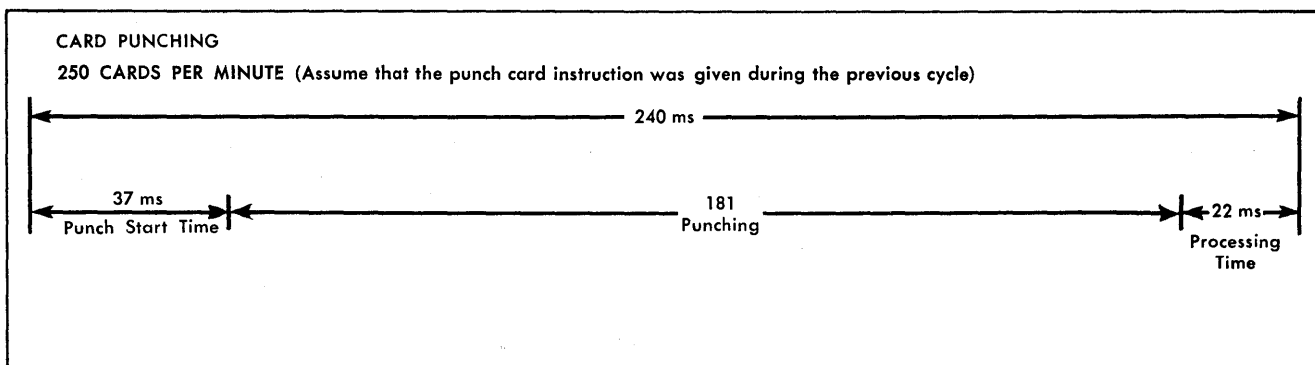 CARD PUNCHING
250 CARDS PER MINUTE (Assume that the punch card instruction was given during the previous cycle)
240 ms
37 ms
Punch Start Time
181
Punching
22 ms
Processing
Time